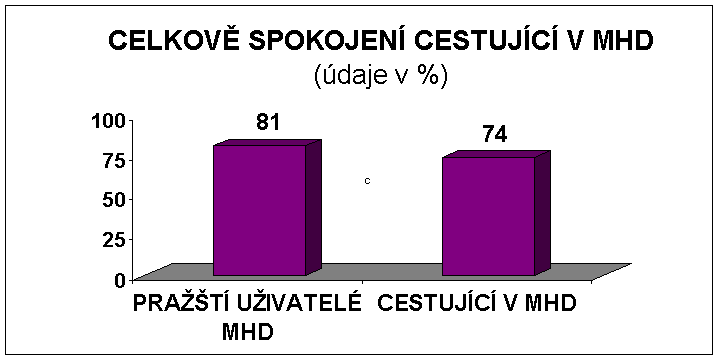 CELKOVĚ SPOKOJENÍ CESTUJÍCÍ V MHD
(údaje v %)
100
75
50
25
0
81
74
c
PRAŽŠTÍ UŽIVATELÉ
MHD
CESTUJÍCÍ V MHD